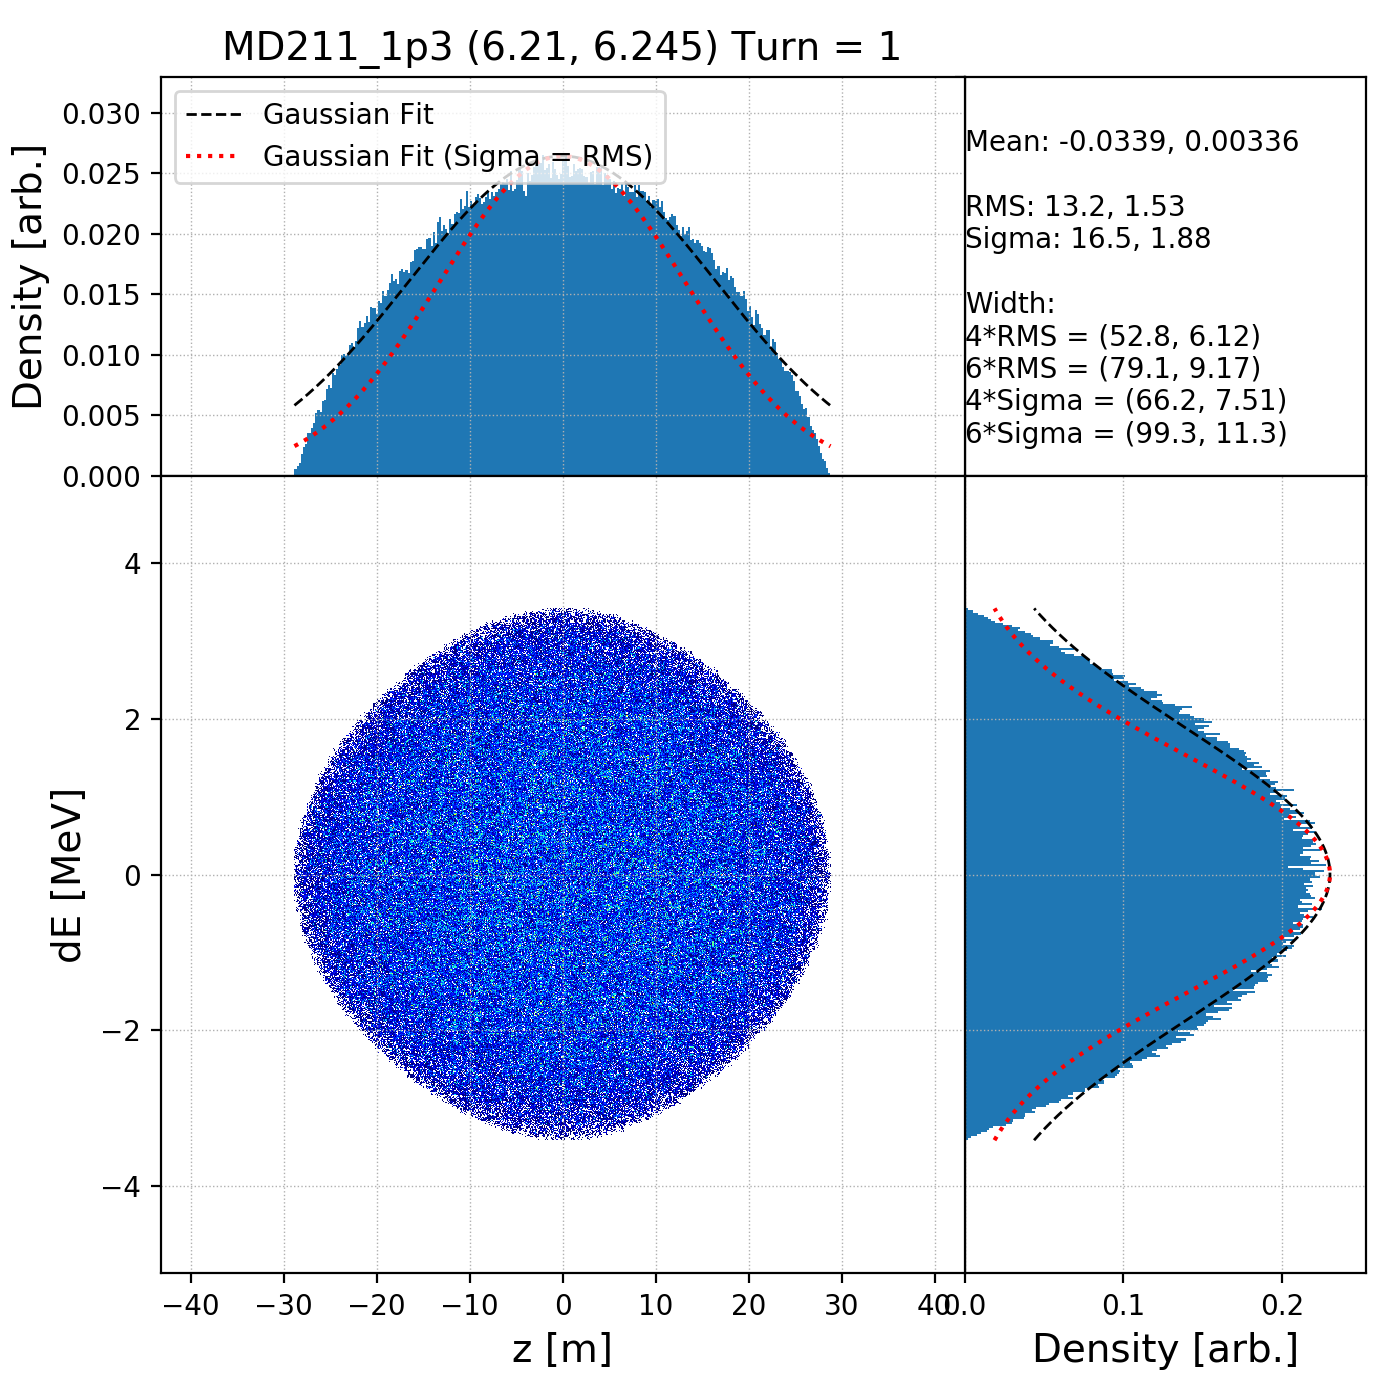 MD211_1p3 (6.21, 6.245) Turn = 1
Gaussian Fit
Gaussian Fit (Sigma = RMS)
Density [arb.]
0.030
0.025
0.020
0.015
0.010
0.005
0.000
Mean: -0.0339, 0.00336
RMS: 13.2, 1.53
Sigma: 16.5, 1.88
Width:
4*RMS = (52.8, 6.12)
6*RMS = (79.1, 9.17)
4*Sigma = (66.2, 7.51)
6*Sigma = (99.3, 11.3)
dE [MeV]
4
2
0
−2
−4
−40 −30 −20 −10 0 10 20 30 40
z [m]
0.0 0.1 0.2
Density [arb.]